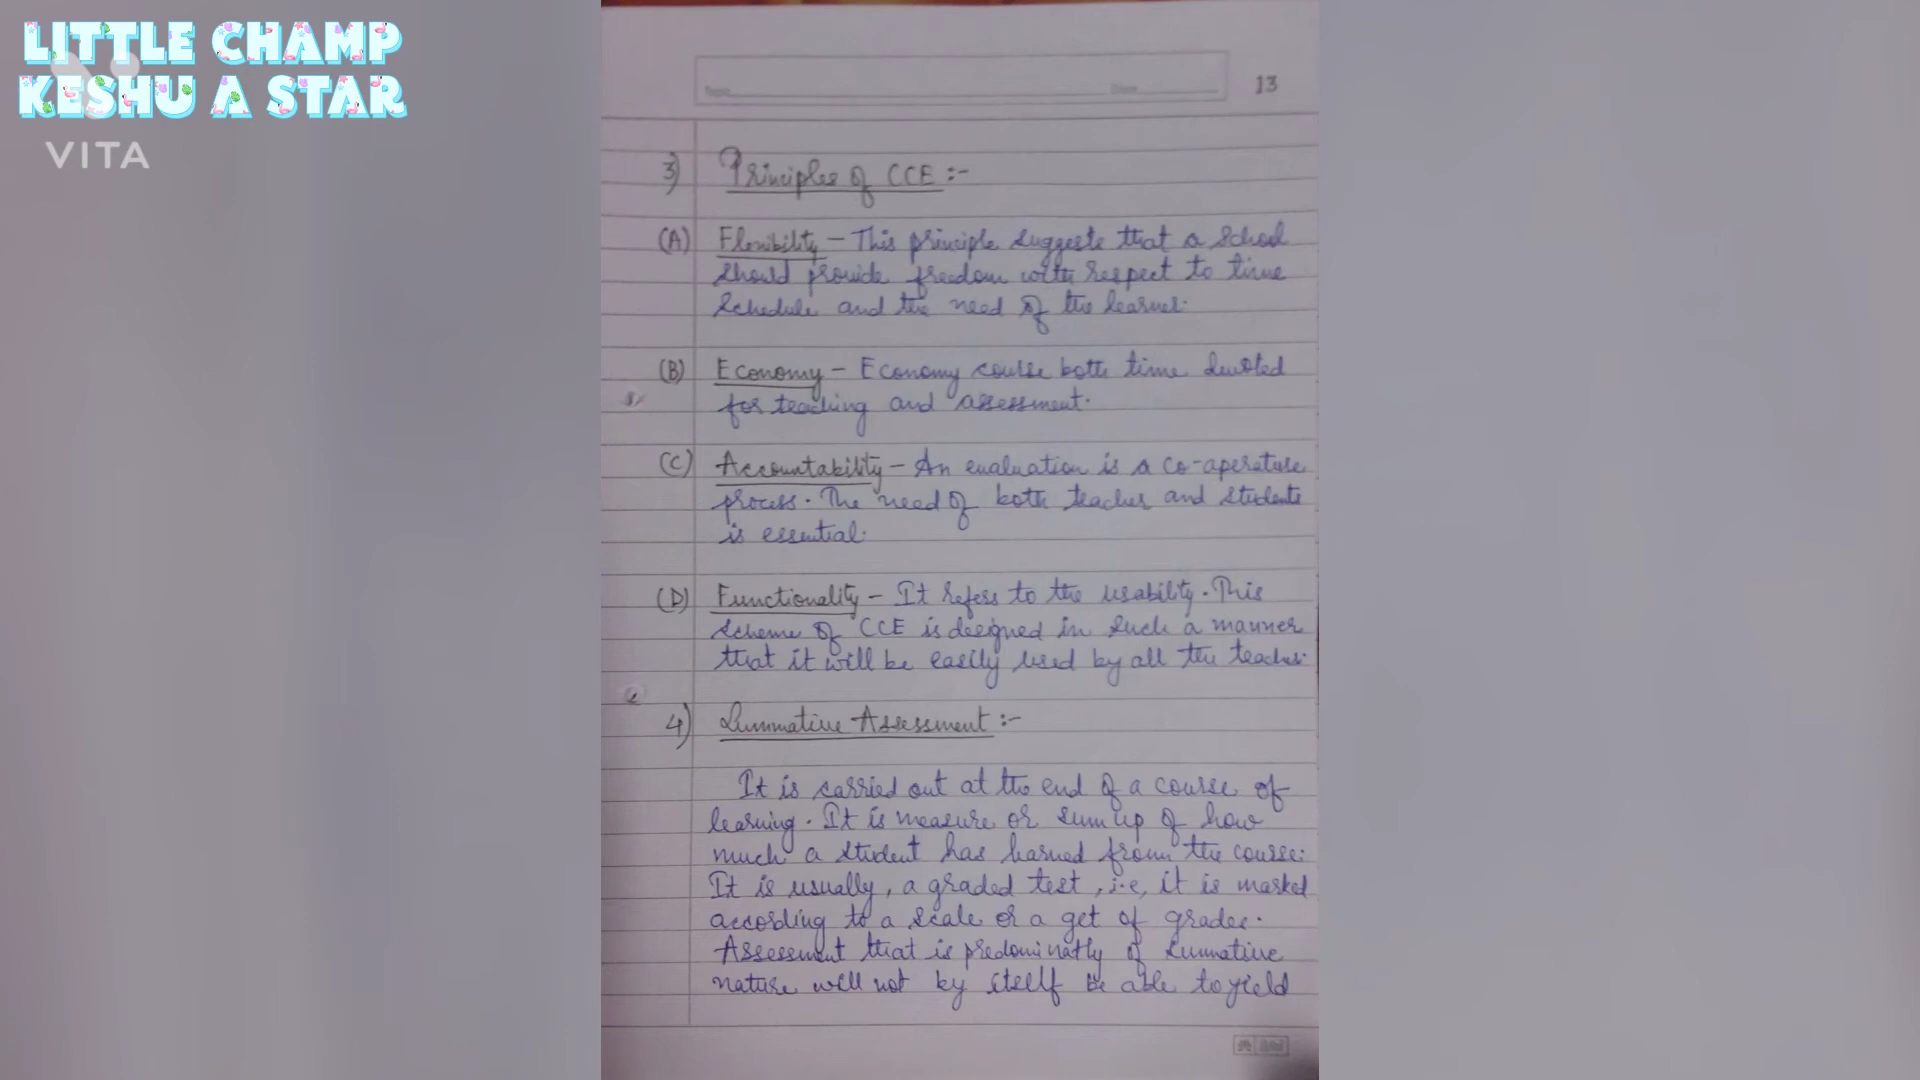 LITTLE CHAMP
KESHU A STAR
VITA
13
3) Principles of CCE :-
(A) Flexibility - This principle suggests that a School
should provide freedom with respect to time
schedule and the need of the learner.
(B) Economy - Economy course both time devoted
for teaching and assessment.
(C) Accountability - An evaluation is a co-aperature
process. The need of both teacher and students
is essential.
(D) Functionality - It refers to the usability. This
scheme of CCE is designed in such a manner
that it will be easily used by all the teacher.
4) Summative Assessment :-
It is carried out at the end of a course of
learning. It is measure or sum up of how
much a student has learned from the course.
It is usually, a graded test, i.e, it is marked
according to a scale or a get of grades.
Assessment that is predominatly of summative
nature will not by itself be able to yield